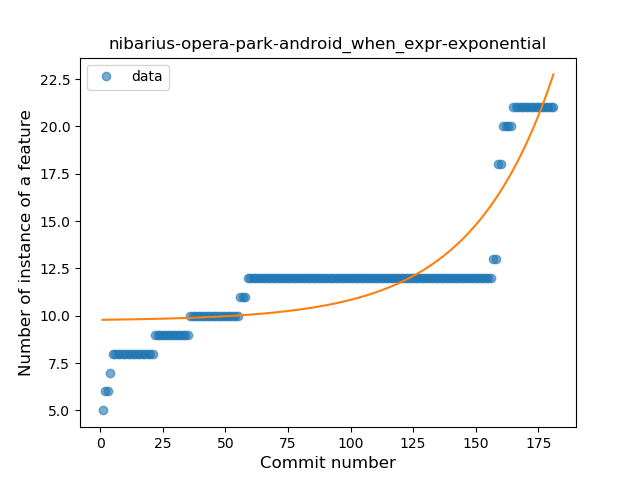 nibarius-opera-park-android_when_expr-exponential
data
Number of instance of a feature
22.5
20.0
17.5
15.0
12.5
10.0
7.5
5.0
0 25 50 75 100 125 150 175
Commit number